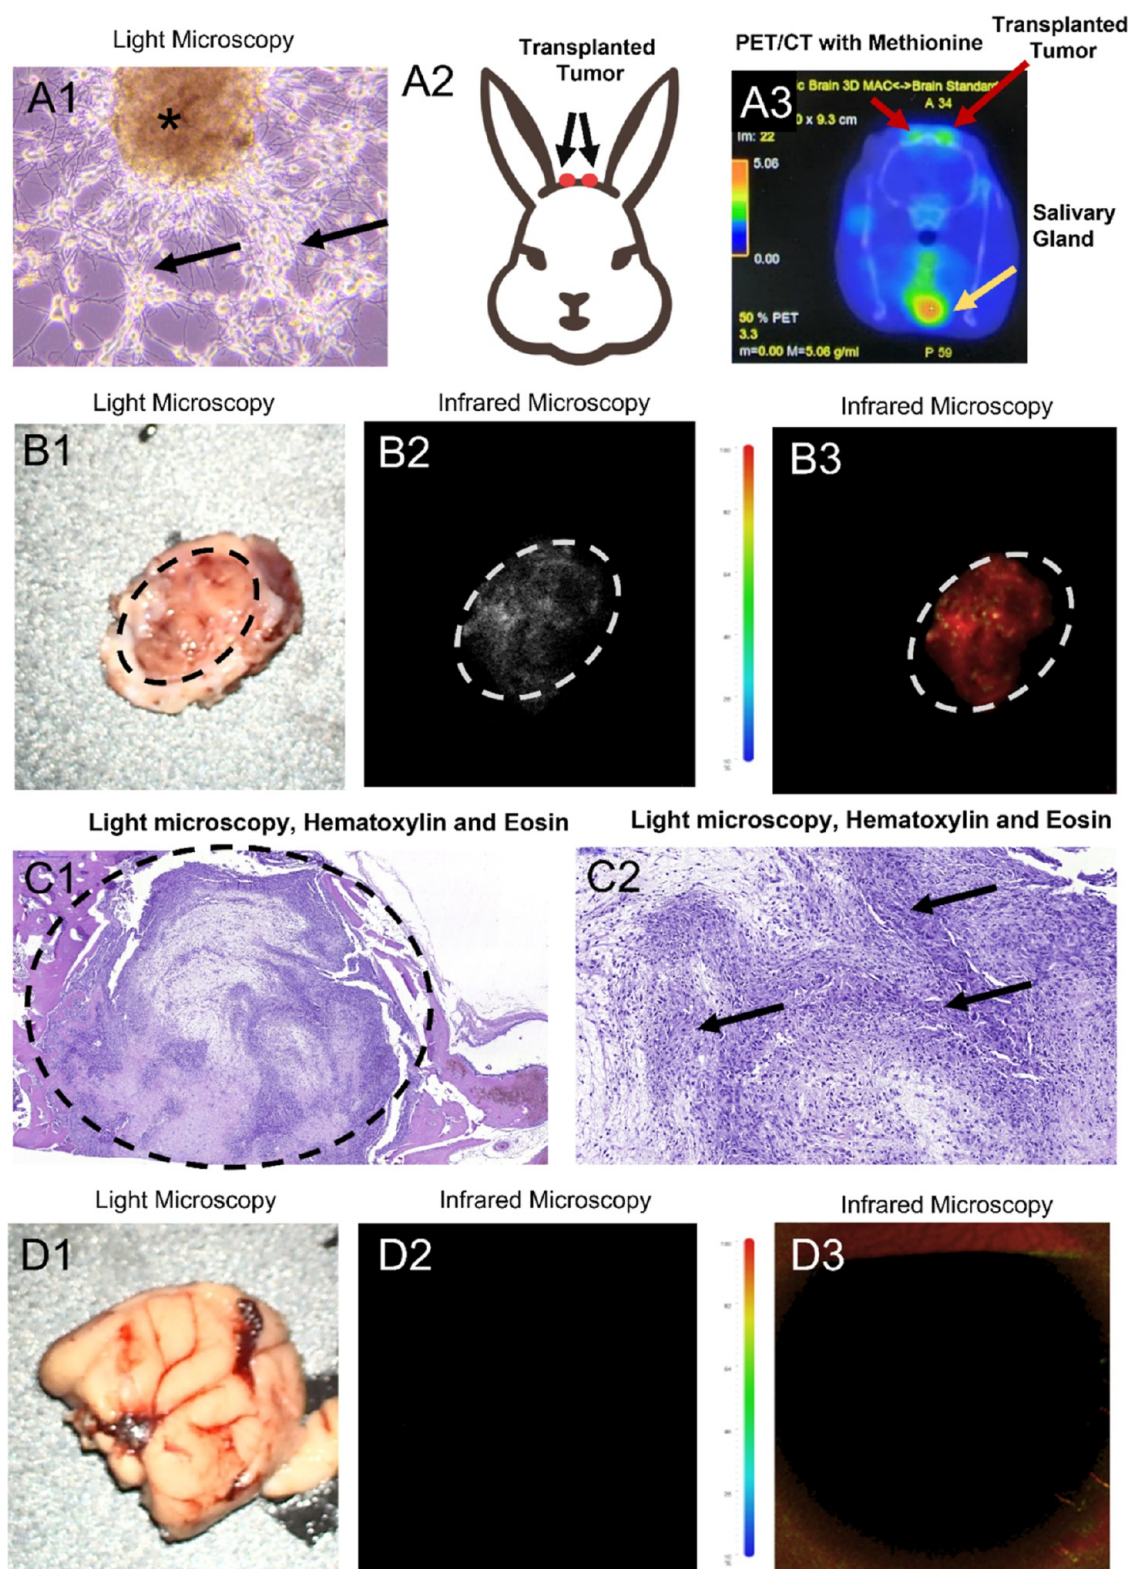 Light Microscopy
A1
*
A2
Transplanted
Tumor
PET/CT with Methionine
Transplanted
Tumor
A3
c Brain 3D MAC<->Brain Standard
A 34
0 x 9.3 cm
Im: 22
5.06
0.00
Salivary
Gland
50 % PET
3.3
m=0.00 M=5.06 g/ml
P 59
Light Microscopy
Infrared Microscopy
Infrared Microscopy
B1
B2
B3
Light microscopy, Hematoxylin and Eosin
Light microscopy, Hematoxylin and Eosin
C1
C2
Light Microscopy
Infrared Microscopy
Infrared Microscopy
D1
D2
D3